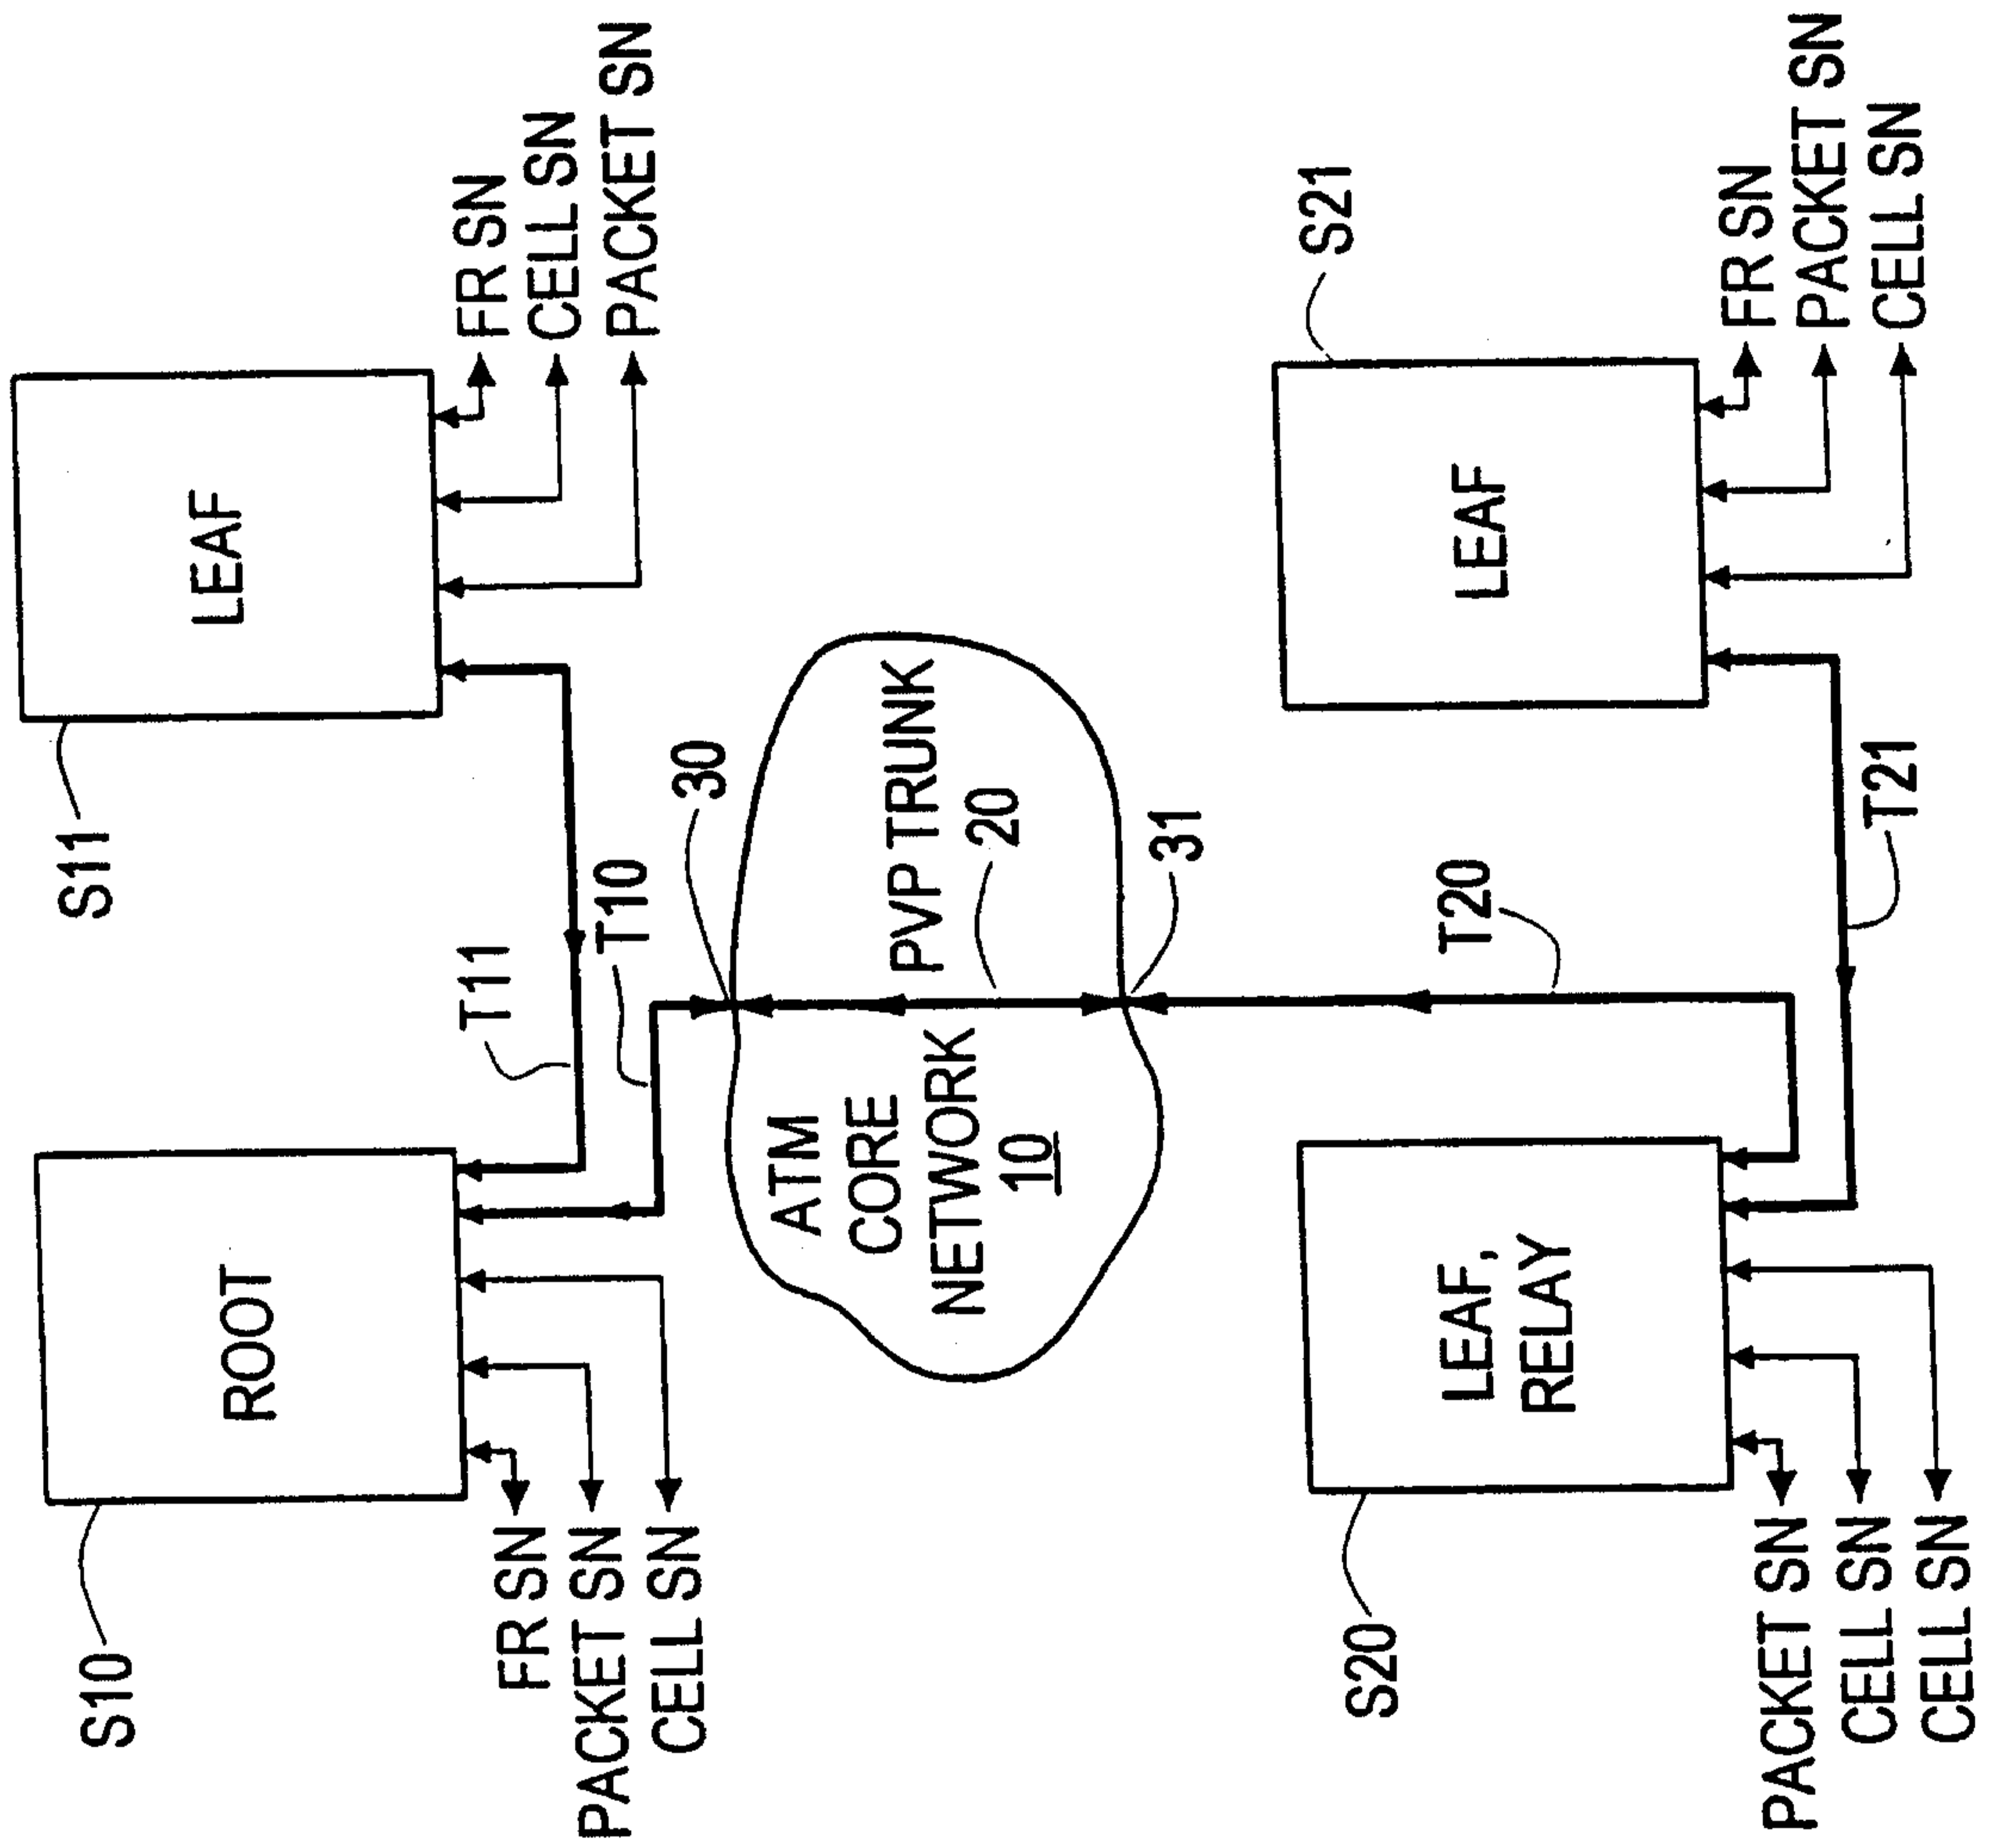 S10
ROOT
FR SN
PACKET SN
CELL SN
S11
LEAF
FR SN
CELL SN
PACKET SN
T11
T10
30
ATM
CORE
NETWORK
10
PVP TRUNK
20
31
T20
S20
LEAF,
RELAY
PACKET SN
CELL SN
CELL SN
S21
LEAF
FR SN
PACKET SN
CELL SN
T21